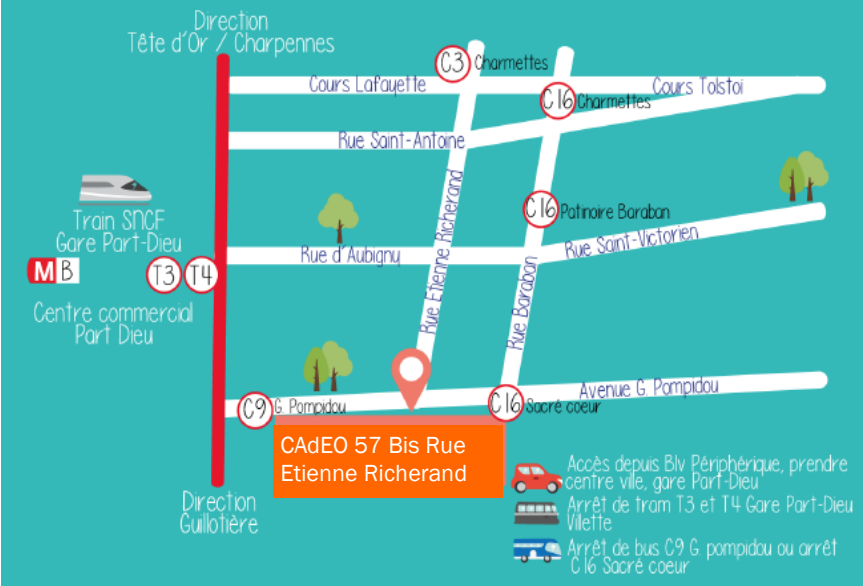 Direction
Tête d'Or / Charpennes
C3 Charmettes
Cours Lafayette
Cours Tolstoi
C16 Charmettes
Rue Saint-Antoine
Train SNCF
Gare Part-Dieu
M B
T3 T4
Centre commercial
Part Dieu
C16 Patinoire Baraban
Rue d'Aubigny
Rue Saint-Victorien
Rue Etienne Richerand
Rue Baraban
C9 G. Pompidou
C16 Sacré coeur
Avenue G. Pompidou
CAdEO 57 Bis Rue
Etienne Richerand
Direction
Guillotière
Accès depuis Blv Périphérique, prendre
centre ville, gare Part-Dieu
Arrêt de tram T3 et T4 Gare Part-Dieu
Villette
Arrêt de bus C9 G. pompidou ou arrêt
C16 Sacré coeur